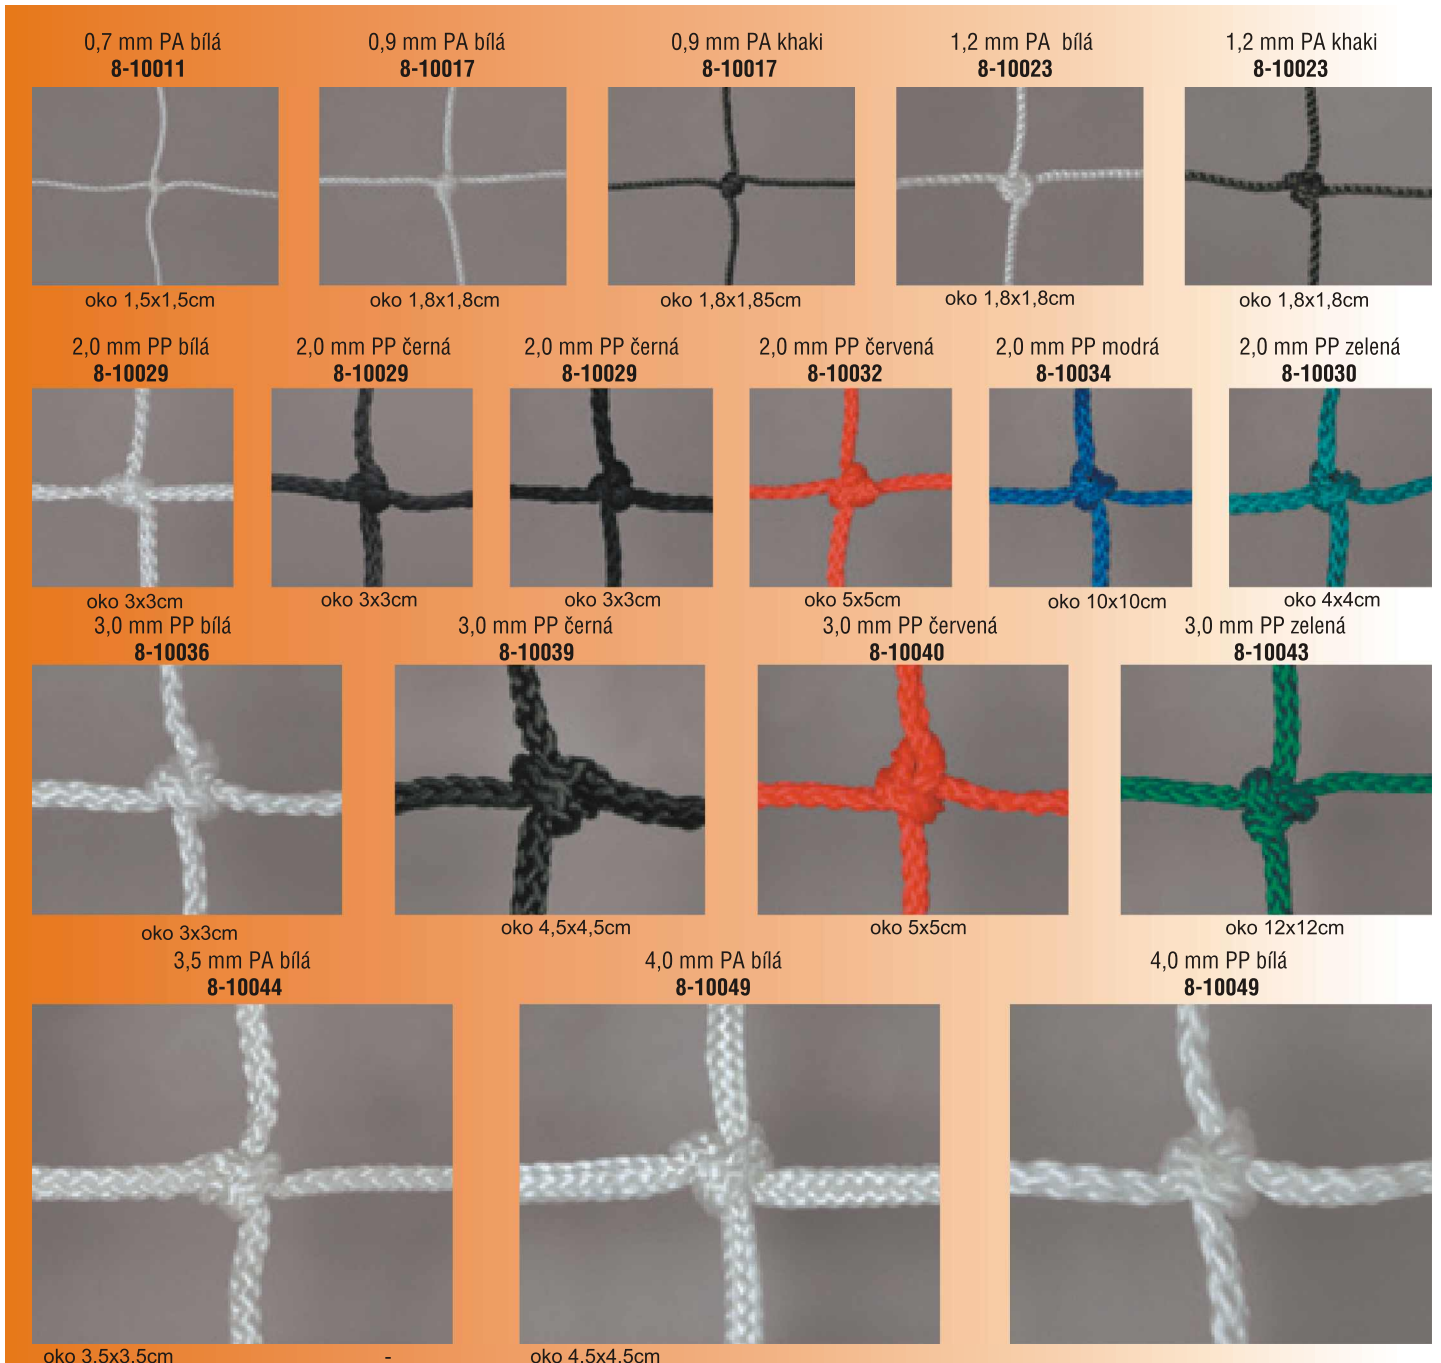 0,7 mm PA bílá
8-10011
0,9 mm PA bílá
8-10017
0,9 mm PA khaki
8-10017
1,2 mm PA bílá
8-10023
1,2 mm PA khaki
8-10023
oko 1,5x1,5cm
oko 1,8x1,8cm
oko 1,8x1,85cm
oko 1,8x1,8cm
oko 1,8x1,8cm
2,0 mm PP bílá
8-10029
2,0 mm PP černá
8-10029
2,0 mm PP černá
8-10029
2,0 mm PP červená
8-10032
2,0 mm PP modrá
8-10034
2,0 mm PP zelená
8-10030
oko 3x3cm
oko 3x3cm
oko 3x3cm
oko 5x5cm
oko 10x10cm
oko 4x4cm
3,0 mm PP bílá
8-10036
3,0 mm PP černá
8-10039
3,0 mm PP červená
8-10040
3,0 mm PP zelená
8-10043
oko 3x3cm
oko 4,5x4,5cm
oko 5x5cm
oko 12x12cm
3,5 mm PA bílá
8-10044
4,0 mm PA bílá
8-10049
4,0 mm PP bílá
8-10049
oko 3,5x3,5cm
-
oko 4,5x4,5cm